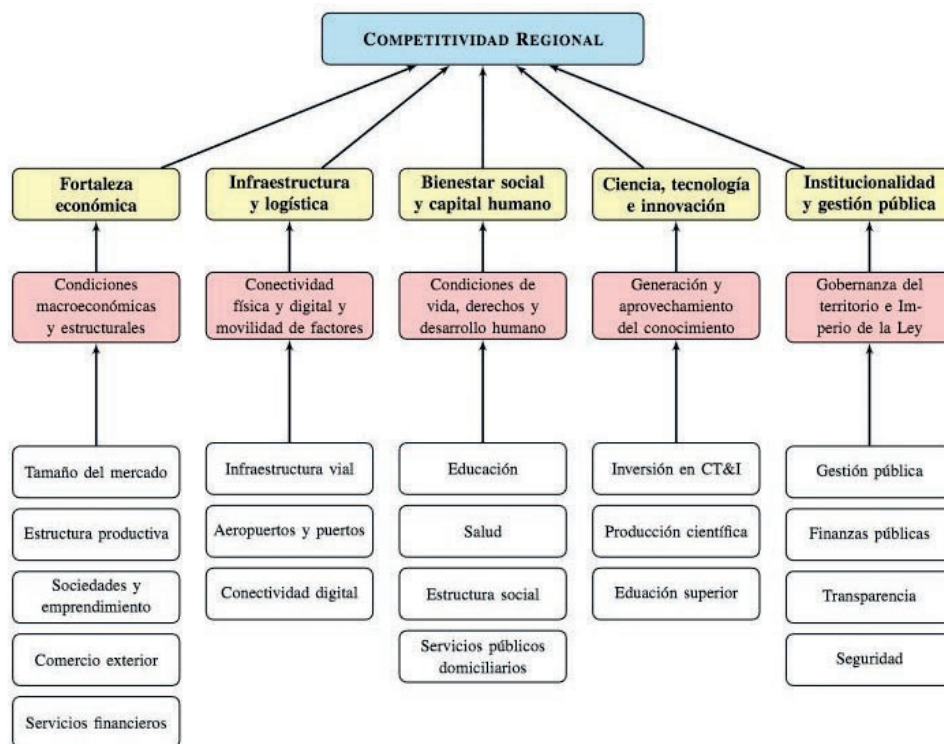 COMPETITIVIDAD REGIONAL
Fortaleza
económica
Infraestructura
y logística
Bienestar social
y capital humano
Ciencia, tecnología
e innovación
Institucionalidad
y gestión pública
Condiciones
macroeconómicas
y estructurales
Conectividad
física y digital y
movilidad de factores
Condiciones de
vida, derechos y
desarrollo humano
Generación y
aprovechamiento
del conocimiento
Gobernanza del
territorio e Im-
perio de la Ley
Tamaño del mercado
Estructura productiva
Sociedades y
emprendimiento
Comercio exterior
Servicios financieros
Infraestructura vial
Aeropuertos y puertos
Conectividad digital
Educación
Salud
Estructura social
Servicios públicos
domiciliarios
Inversión en CT&I
Producción científica
Eduación superior
Gestión pública
Finanzas públicas
Transparencia
Seguridad